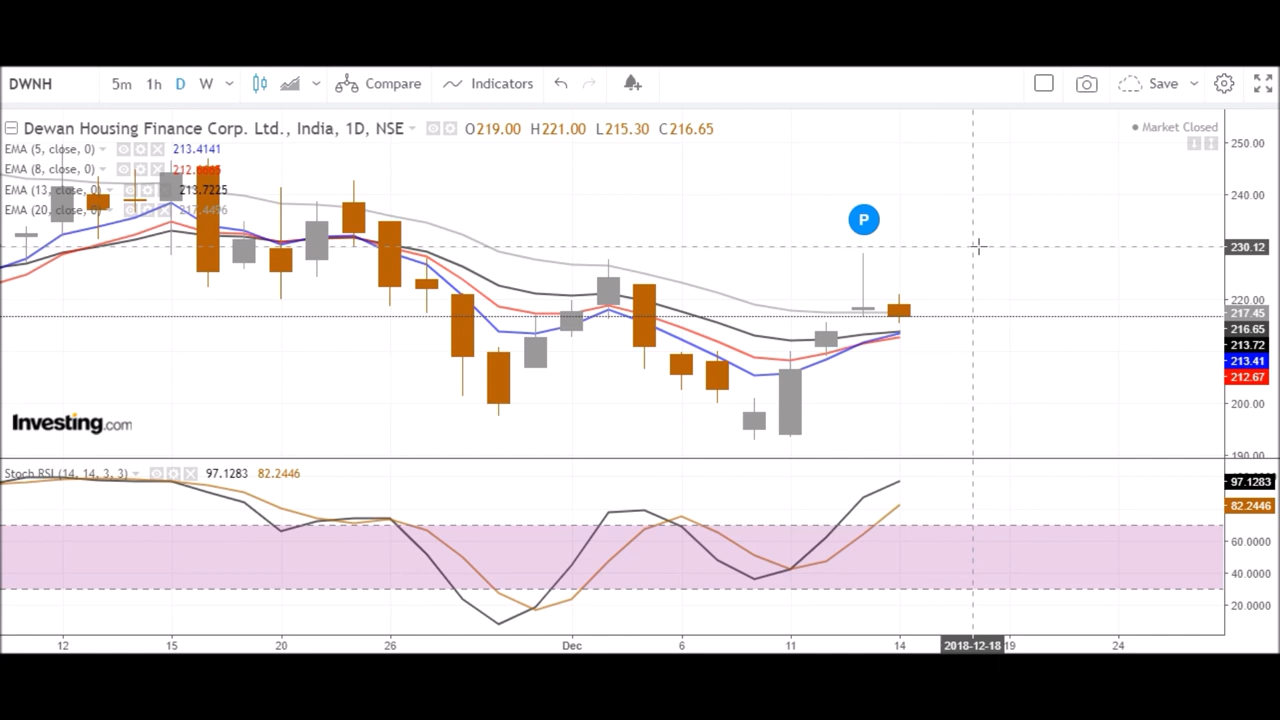 DWNH 5m 1h D W Compare Indicators Save
Dewan Housing Finance Corp. Ltd., India, 1D, NSE O219.00 H221.00 L215.30 C216.65
Market Closed
EMA (5, close, 0) 213.4141
EMA (8, close, 0) 212.6665
EMA (13, close, 0) 213.7225
EMA (20, close, 0) 217.4496
P
250.00
240.00
230.12
220.00
217.45
216.65
213.72
213.41
212.67
200.00
190.00
Investing.com
Stoch RSI (14, 14, 3, 3) 97.1283 82.2446
97.1283
82.2446
60.0000
40.0000
20.0000
12 15 20 26 Dec 6 11 14 2018-12-18 19 24